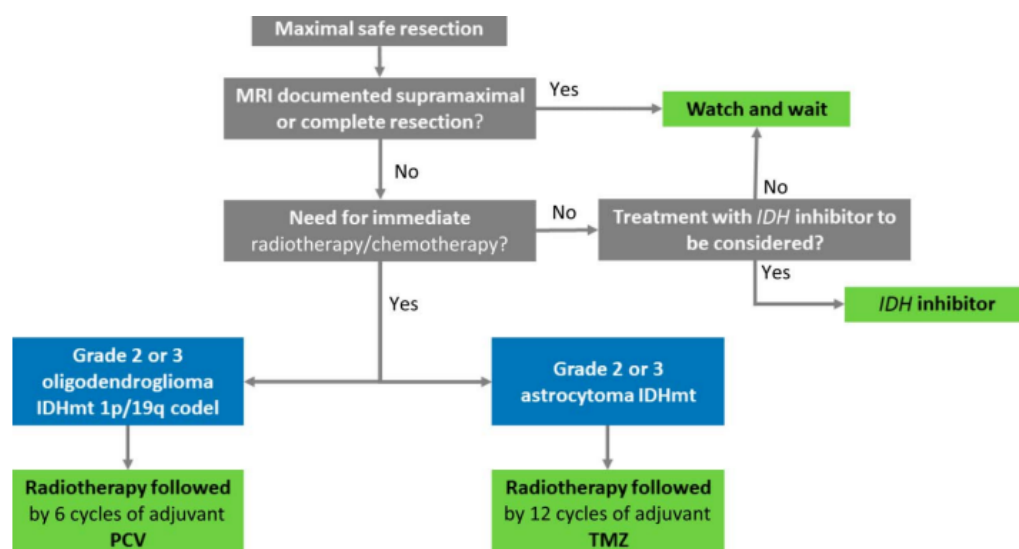 Maximal safe resection
MRI documented supramaximal
or complete resection?
Yes
Watch and wait
No
No
Need for immediate
radiotherapy/chemotherapy?
No
Treatment with IDH inhibitor to
be considered?
Yes
Yes
IDH inhibitor
Grade 2 or 3
oligodendroglioma
IDHmt 1p/19q codel
Grade 2 or 3
astrocytoma IDHmt
Radiotherapy followed
by 6 cycles of adjuvant
PCV
Radiotherapy followed
by 12 cycles of adjuvant
TMZ